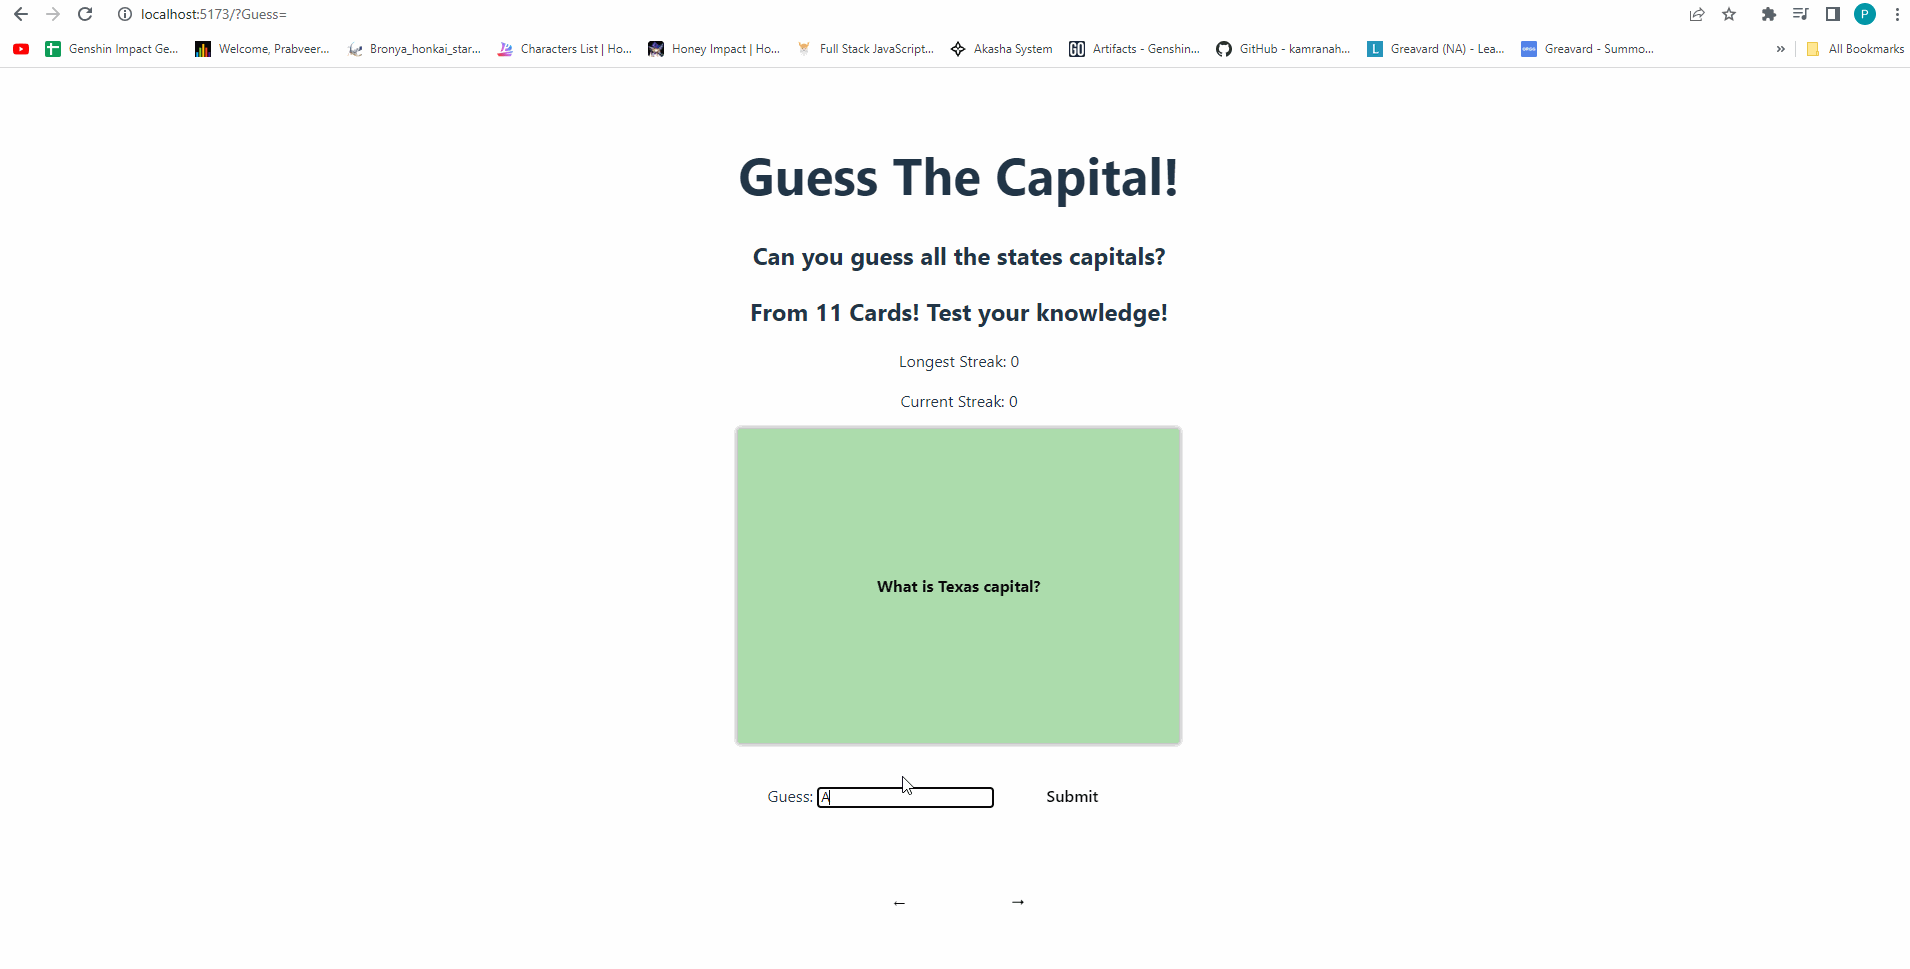 localhost:5173/?Guess=
P
Genshin Impact Ge... Welcome, Prabveer... Bronya_honkai_star... Characters List | Ho... Honey Impact | Ho... Full Stack JavaScript... Akasha System GO Artifacts - Genshin... GitHub - kamranah... L Greavard (NA) - Lea... OP.GG Greavard - Summo... » All Bookmarks
Guess The Capital!
Can you guess all the states capitals?
From 11 Cards! Test your knowledge!
Longest Streak: 0
Current Streak: 0
What is Texas capital?
Guess: A Submit
← →